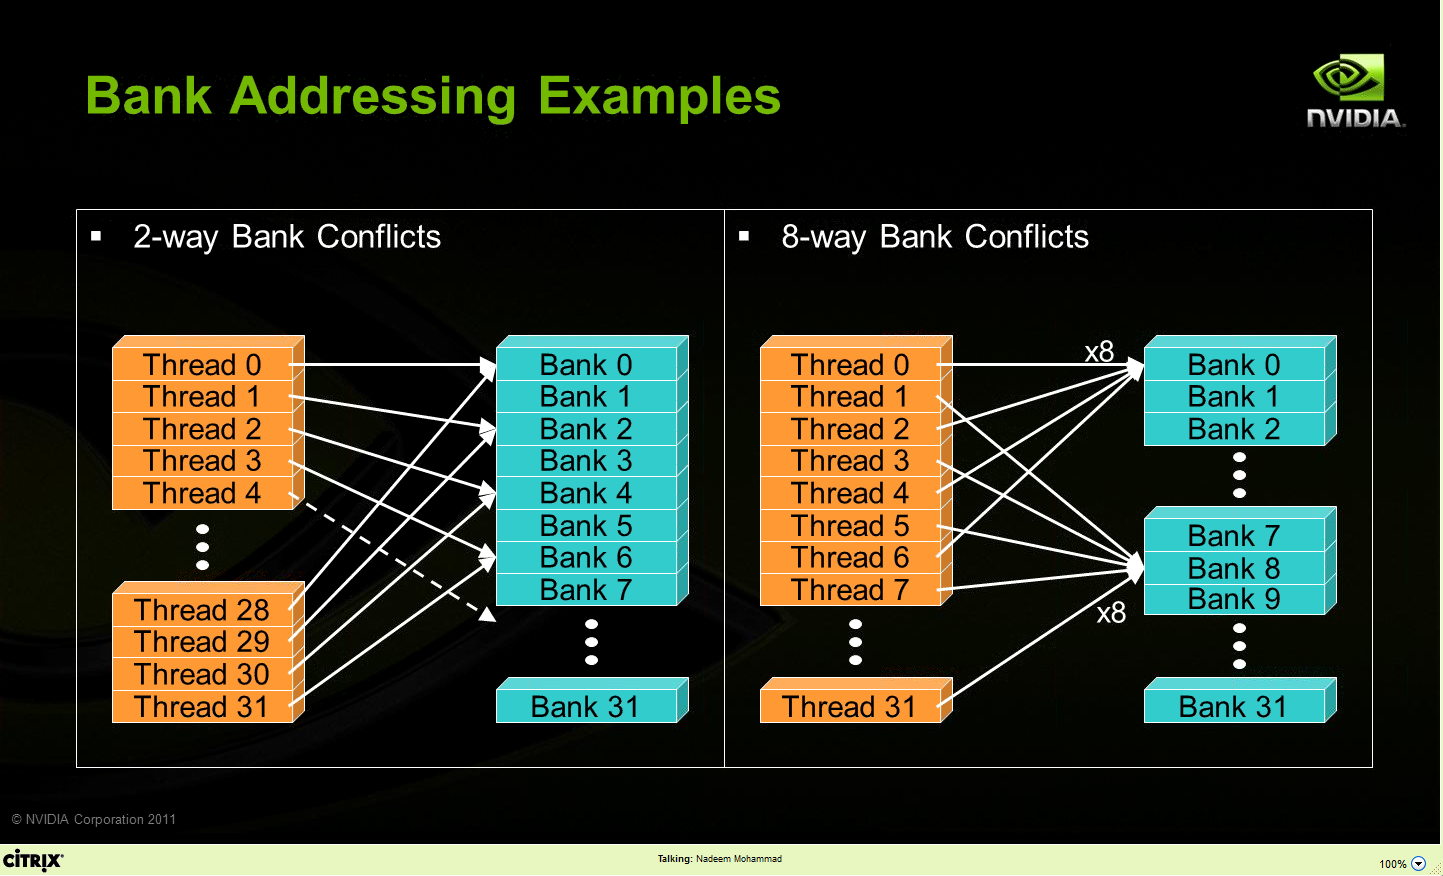 Bank Addressing Examples
NVIDIA.
▪ 2-way Bank Conflicts
Thread 0
Thread 1
Thread 2
Thread 3
Thread 4
Thread 28
Thread 29
Thread 30
Thread 31
Bank 0
Bank 1
Bank 2
Bank 3
Bank 4
Bank 5
Bank 6
Bank 7
Bank 31
▪ 8-way Bank Conflicts
Thread 0
Thread 1
Thread 2
Thread 3
Thread 4
Thread 5
Thread 6
Thread 7
Thread 31
x8
x8
Bank 0
Bank 1
Bank 2
Bank 7
Bank 8
Bank 9
Bank 31
© NVIDIA Corporation 2011
CITRIX
Talking: Nadeem Mohammad
100%